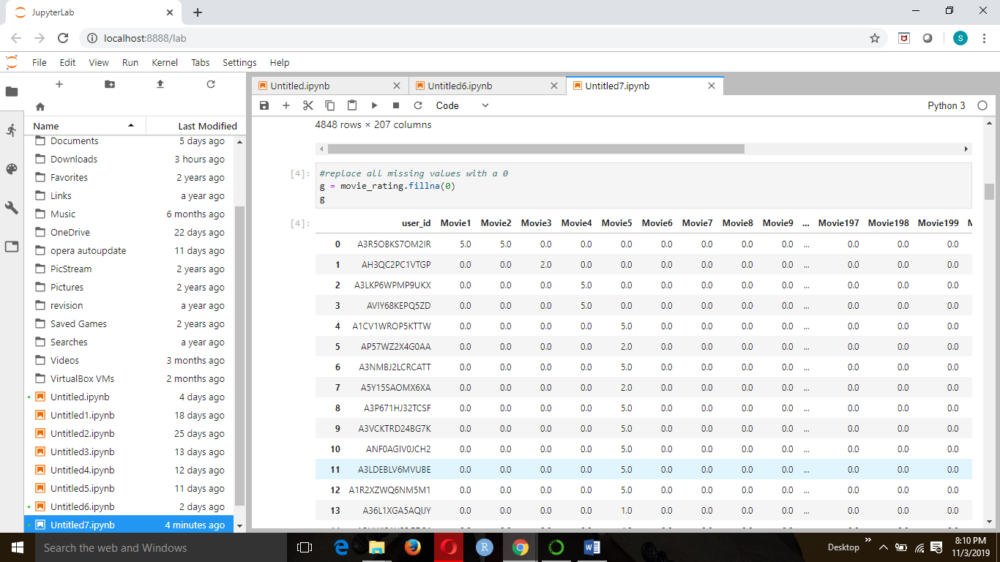 JupyterLab
localhost:8888/lab
S
File Edit View Run Kernel Tabs Settings Help
Untitled.ipynb Untitled6.ipynb Untitled7.ipynb
Code Python 3
Name Last Modified
Documents 5 days ago
Downloads 3 hours ago
Favorites 2 years ago
Links a year ago
Music 6 months ago
OneDrive 22 days ago
opera autoupdate 11 days ago
PicStream 2 years ago
Pictures 2 years ago
revision a year ago
Saved Games 2 years ago
Searches a year ago
Videos 3 months ago
VirtualBox VMs 2 months ago
Untitled.ipynb 4 days ago
Untitled1.ipynb 18 days ago
Untitled2.ipynb 25 days ago
Untitled3.ipynb 13 days ago
Untitled4.ipynb 12 days ago
Untitled5.ipynb 11 days ago
Untitled6.ipynb 2 days ago
Untitled7.ipynb 4 minutes ago
4848 rows × 207 columns
[4]: #replace all missing values with a 0
g = movie_rating.fillna(0)
g
[4]: user_id Movie1 Movie2 Movie3 Movie4 Movie5 Movie6 Movie7 Movie8 Movie9 ... Movie197 Movie198 Movie199
0 A3R5OBKS7OM2IR 5.0 5.0 0.0 0.0 0.0 0.0 0.0 0.0 0.0 ... 0.0 0.0 0.0
1 AH3QC2PC1VTGP 0.0 0.0 2.0 0.0 0.0 0.0 0.0 0.0 0.0 ... 0.0 0.0 0.0
2 A3LKP6WPMP9UKX 0.0 0.0 0.0 5.0 0.0 0.0 0.0 0.0 0.0 ... 0.0 0.0 0.0
3 AVIY68KEPQ5ZD 0.0 0.0 0.0 5.0 0.0 0.0 0.0 0.0 0.0 ... 0.0 0.0 0.0
4 A1CV1WROP5KTTW 0.0 0.0 0.0 0.0 5.0 0.0 0.0 0.0 0.0 ... 0.0 0.0 0.0
5 AP57WZ2X4G0AA 0.0 0.0 0.0 0.0 2.0 0.0 0.0 0.0 0.0 ... 0.0 0.0 0.0
6 A3NMBJ2LCRCATT 0.0 0.0 0.0 0.0 5.0 0.0 0.0 0.0 0.0 ... 0.0 0.0 0.0
7 A5Y15SAOMX6XA 0.0 0.0 0.0 0.0 2.0 0.0 0.0 0.0 0.0 ... 0.0 0.0 0.0
8 A3P671HJ32TCSF 0.0 0.0 0.0 0.0 5.0 0.0 0.0 0.0 0.0 ... 0.0 0.0 0.0
9 A3VCKTRD24BG7K 0.0 0.0 0.0 0.0 5.0 0.0 0.0 0.0 0.0 ... 0.0 0.0 0.0
10 ANF0AGIV0JCH2 0.0 0.0 0.0 0.0 5.0 0.0 0.0 0.0 0.0 ... 0.0 0.0 0.0
11 A3LDEBLV6MVUBE 0.0 0.0 0.0 0.0 5.0 0.0 0.0 0.0 0.0 ... 0.0 0.0 0.0
12 A1R2XZWQ6NM5M1 0.0 0.0 0.0 0.0 5.0 0.0 0.0 0.0 0.0 ... 0.0 0.0 0.0
13 A36L1XGA5AQIJY 0.0 0.0 0.0 0.0 1.0 0.0 0.0 0.0 0.0 ... 0.0 0.0 0.0
Search the web and Windows
Desktop
8:10 PM
11/3/2019